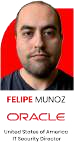 FELIPE MUNOZ
ORACLE
United States of America
IT Security Director